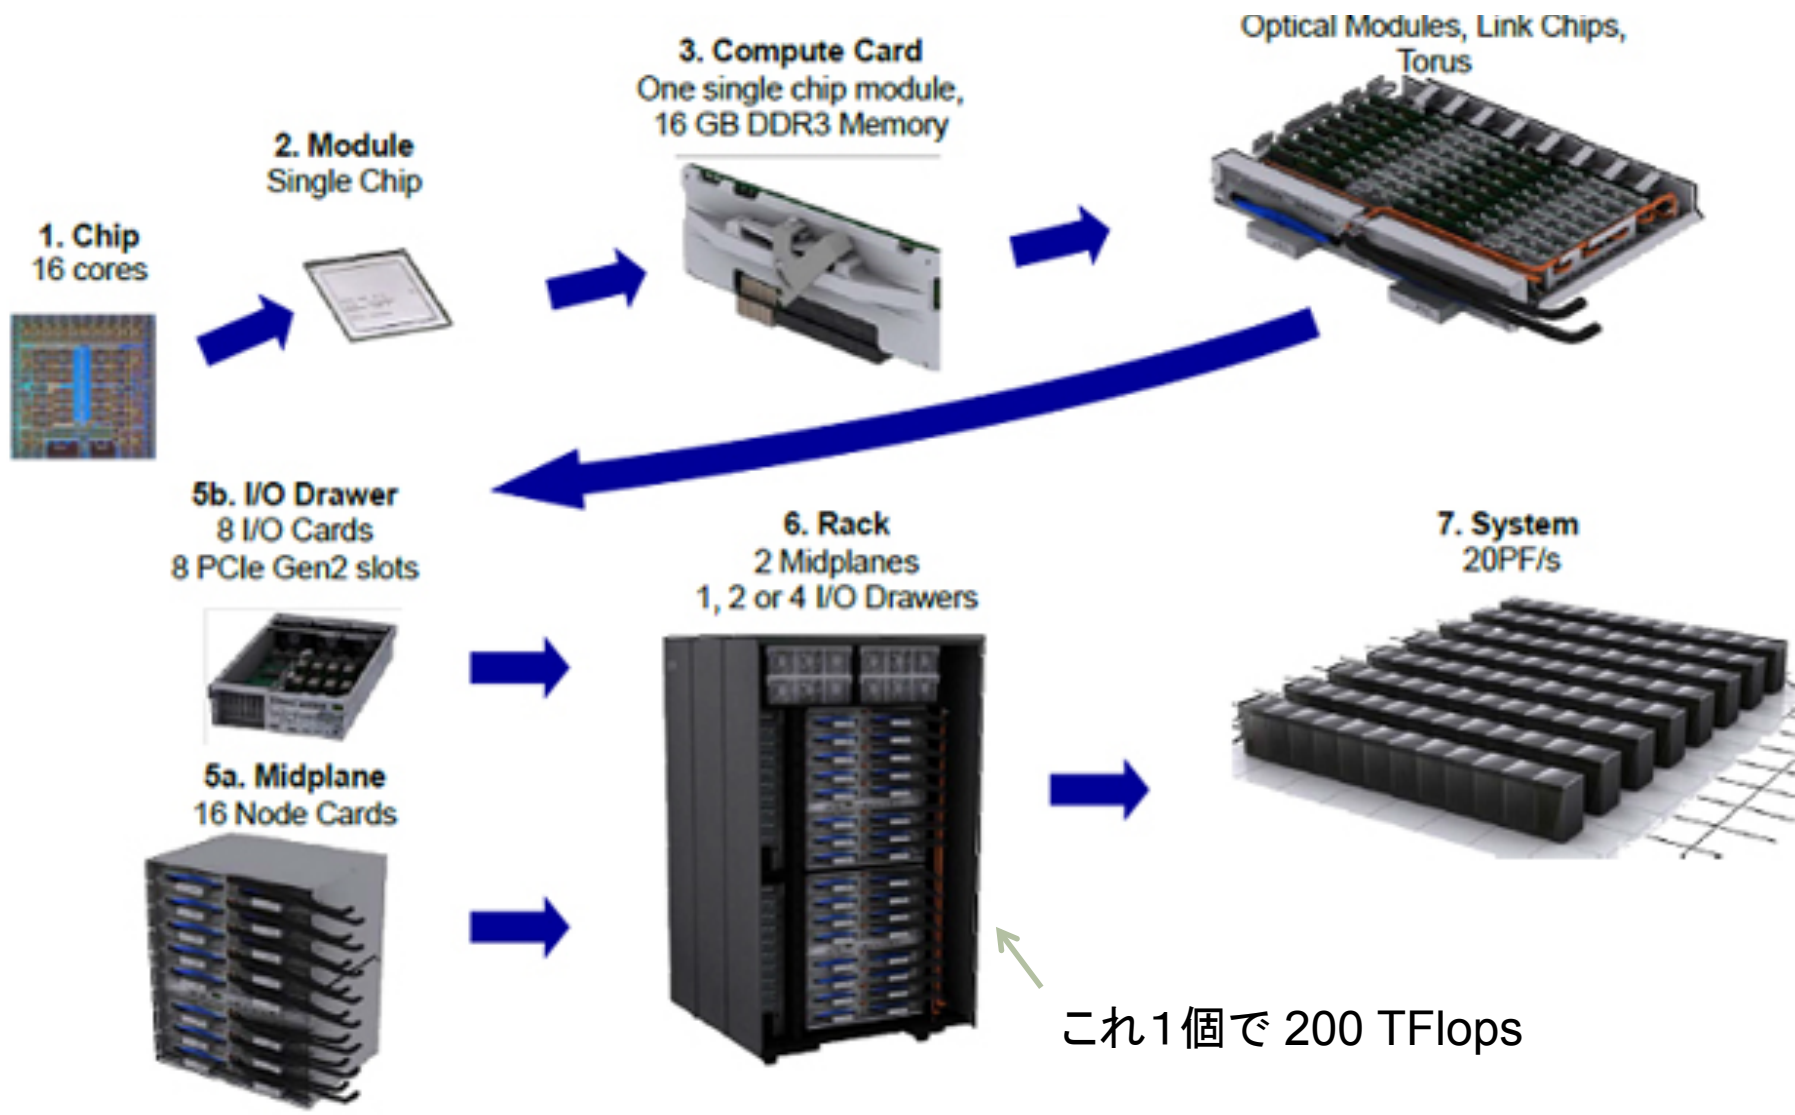 1. Chip
16 cores
2. Module
Single Chip
3. Compute Card
One single chip module,
16 GB DDR3 Memory
Optical Modules, Link Chips,
Torus
5b. I/O Drawer
8 I/O Cards
8 PCIe Gen2 slots
5a. Midplane
16 Node Cards
6. Rack
2 Midplanes
1, 2 or 4 I/O Drawers
7. System
20PF/s
これ１個で 200 TFlops